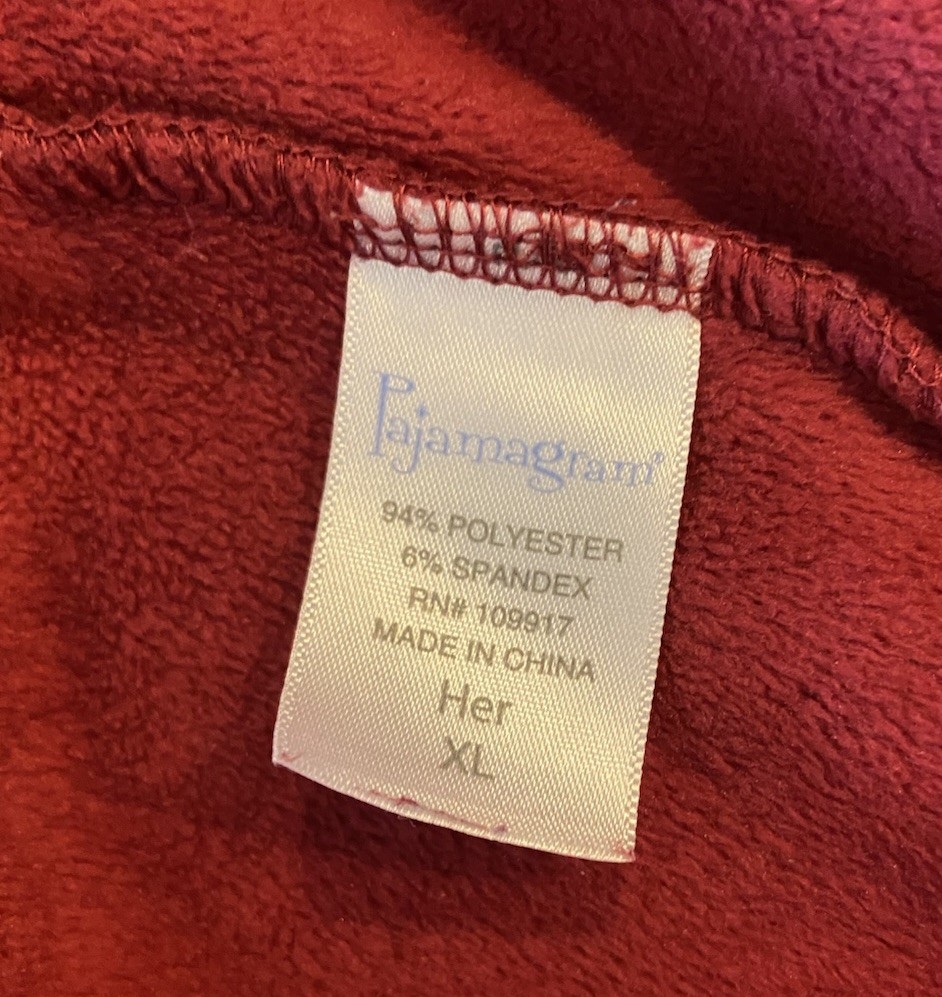 Pajamagram
94% POLYESTER
6% SPANDEX
RN# 109917
MADE IN CHINA
Her
XL